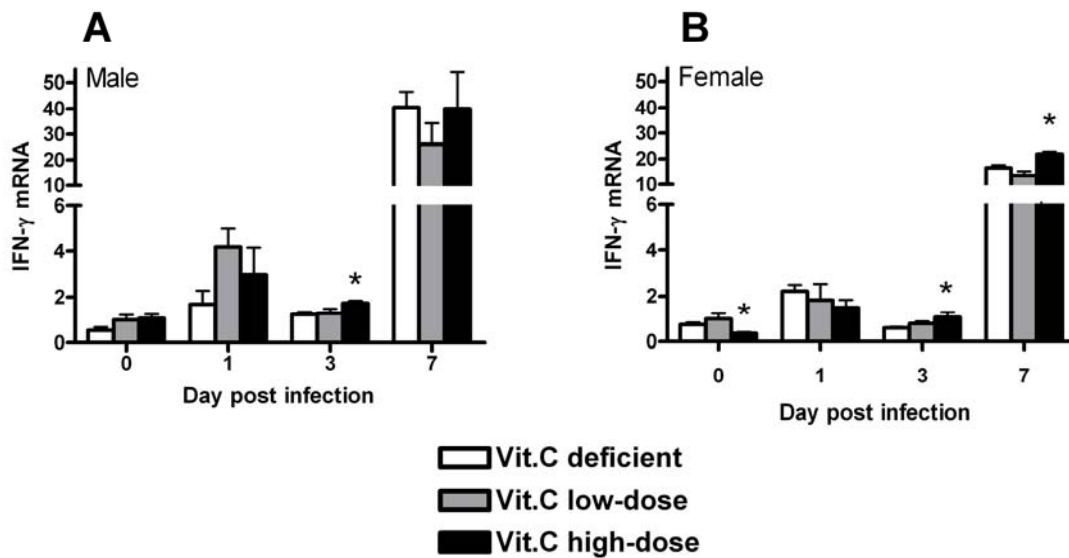 A
Male
IFN-γ mRNA
50
40
30
20
10
6
4
2
0
0 1 3 7
*
Day post infection
B
Female
IFN-γ mRNA
50
40
30
20
10
6
4
2
0
0 1 3 7
* * *
Day post infection
Vit.C deficient
Vit.C low-dose
Vit.C high-dose